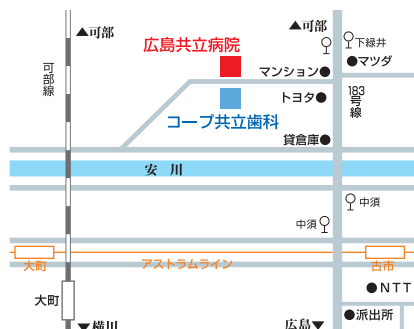 ▲可部
▲可部
広島共立病院
下緑井
マンション●
●マツダ
可部線
トヨタ●
183号線
コープ共立歯科
貸倉庫●
安 川
中須
中須
大町
アストラムライン
古市
●NTT
大町
●派出所
▼横川
広島▼